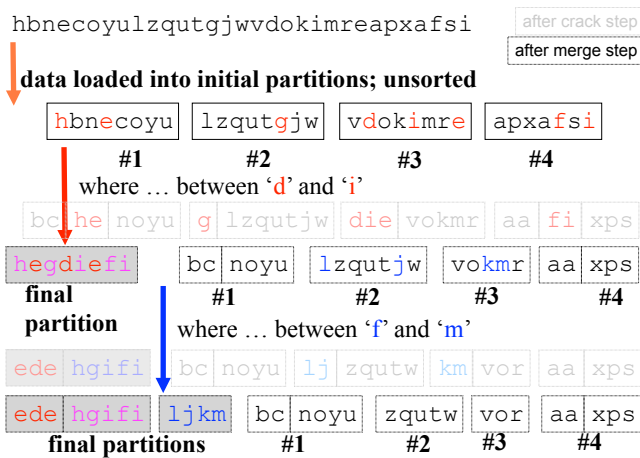 hbnecoyulzqutgjwvdokimreapxafsi
after crack step
after merge step
data loaded into initial partitions; unsorted
hbnecoyu lzqutgjw vdokimre apxafsi
#1 #2 #3 #4
where … between ‘d’ and ‘i’
bc he noyu g lzqutjw die vokmr aa fi xps
hegdiefi bc noyu lzqutjw vokmr aa xps
final partition #1 #2 #3 #4
where … between ‘f’ and ‘m’
ede hgifi bc noyu lj zqutw km vor aa xps
ede hgifi ljkm bc noyu zqutw vor aa xps
final partitions #1 #2 #3 #4